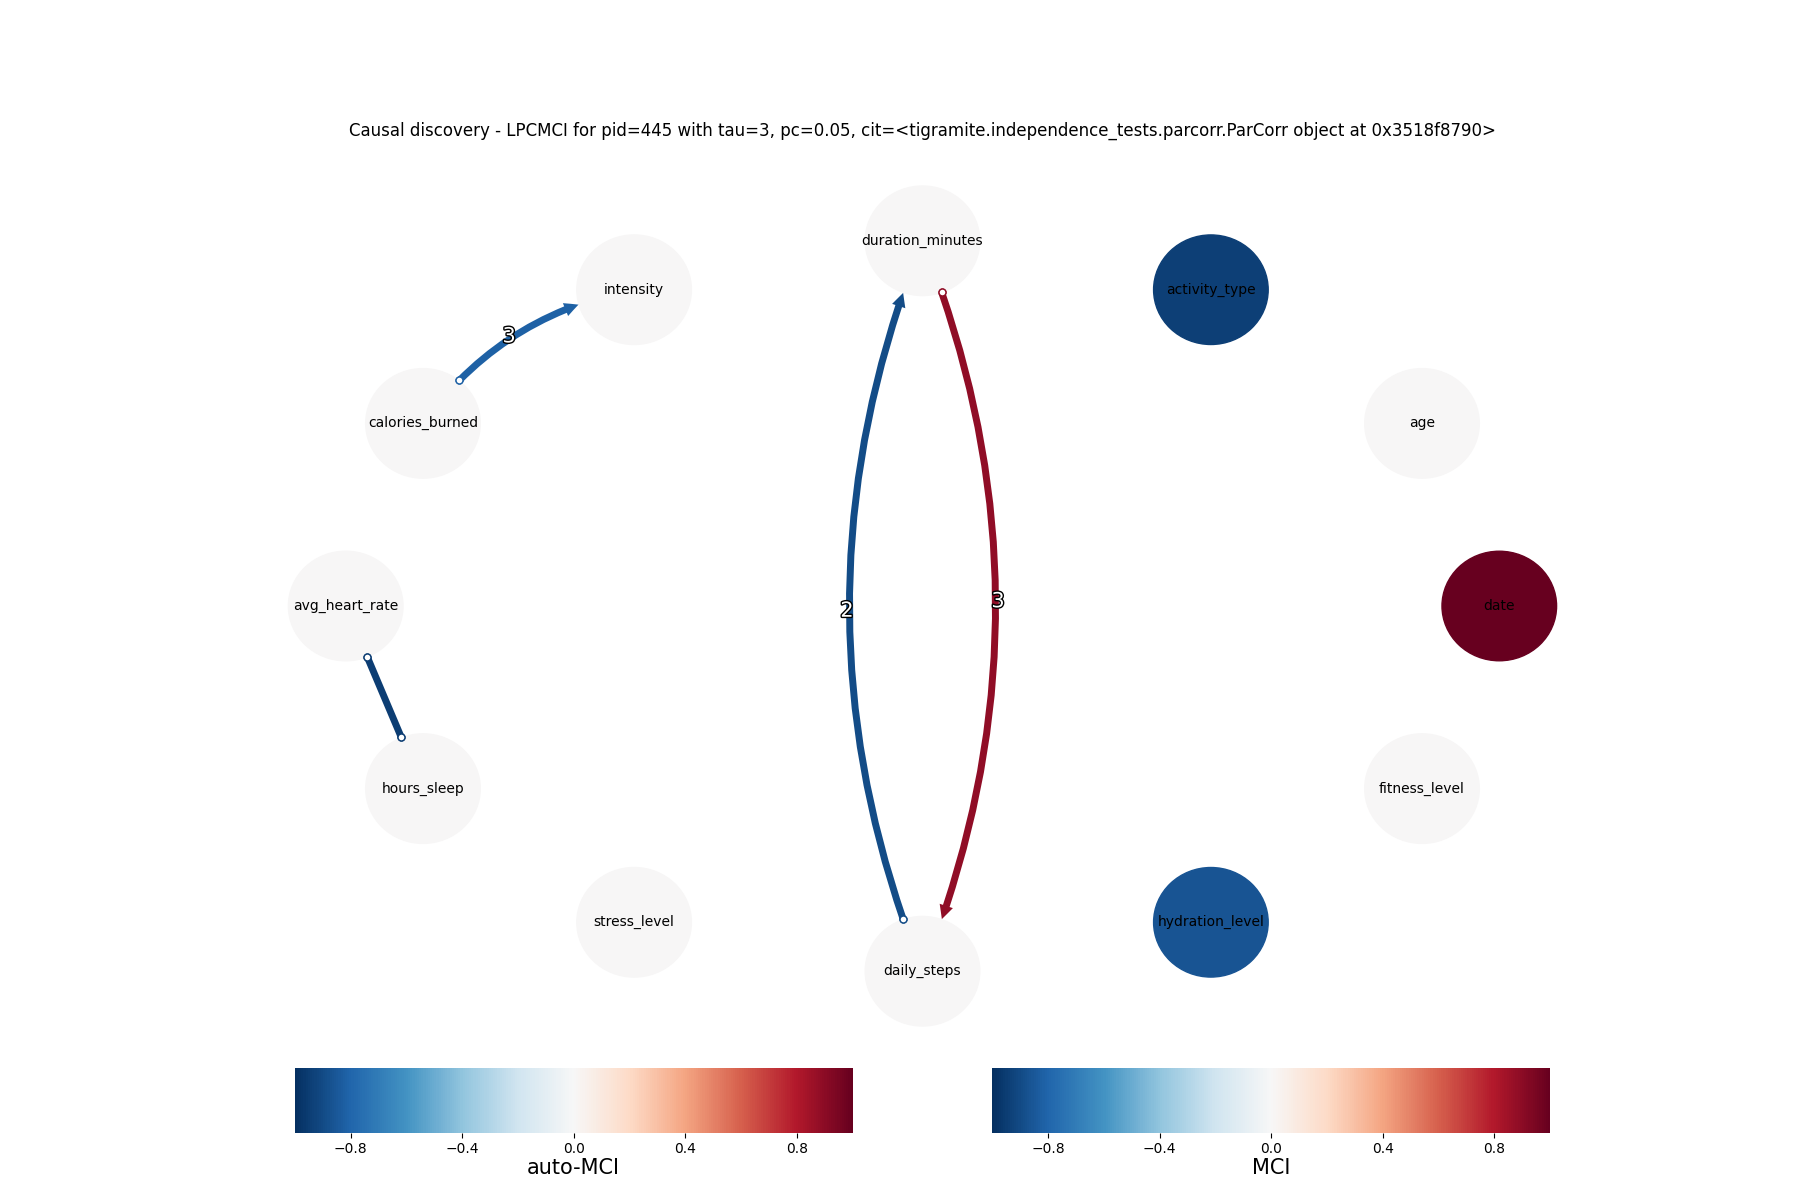 Causal discovery - LPCMCI for pid=445 with tau=3, pc=0.05, cit=<tigramite.independence_tests.parcorr.ParCorr object at 0x3518f8790>
duration_minutes
intensity
activity_type
3
calories_burned
age
avg_heart_rate
2
3
date
hours_sleep
fitness_level
stress_level
hydration_level
daily_steps
−0.8 −0.4 0.0 0.4 0.8
auto-MCI
−0.8 −0.4 0.0 0.4 0.8
MCI